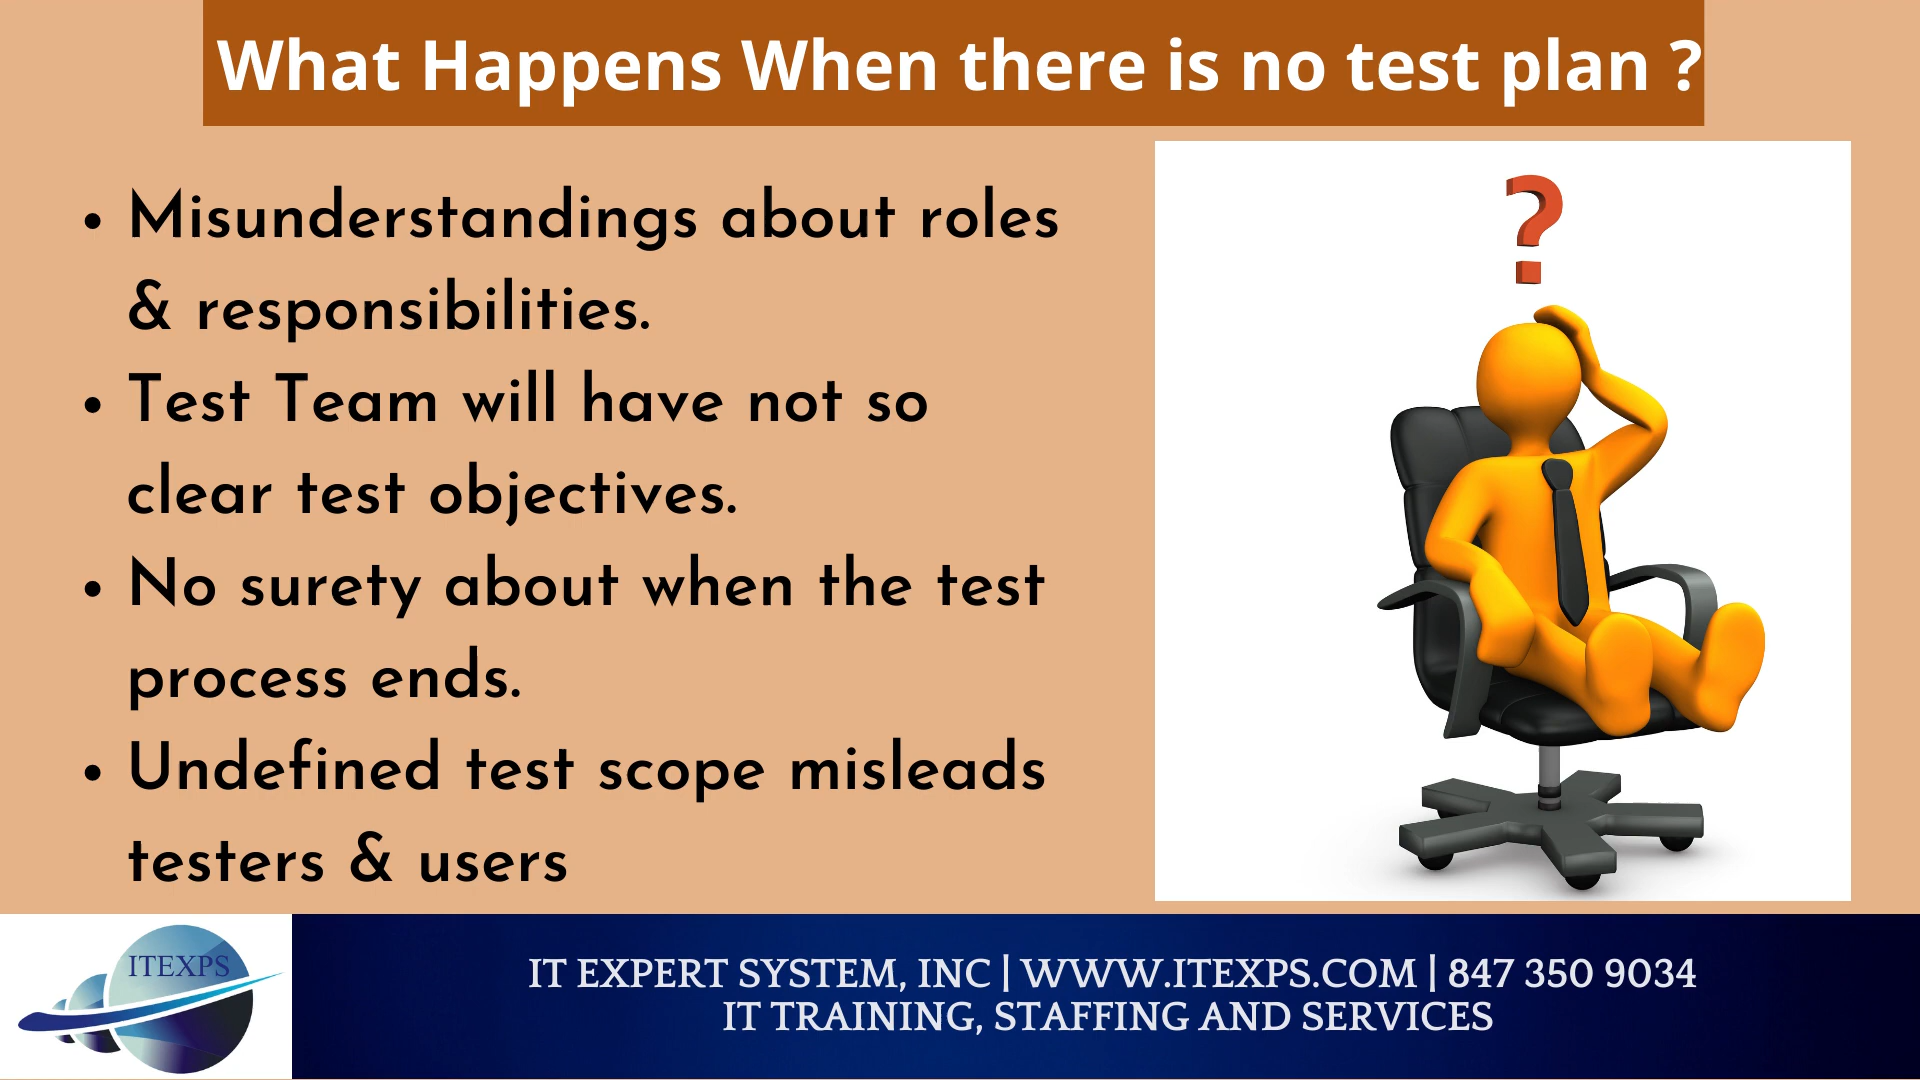 What Happens When there is no test plan ?
• Misunderstandings about roles
& responsibilities.
• Test Team will have not so
clear test objectives.
• No surety about when the test
process ends.
• Undefined test scope misleads
testers & users
?
ITEXPS
IT EXPERT SYSTEM, INC | WWW.ITEXPS.COM | 847 350 9034
IT TRAINING, STAFFING AND SERVICES